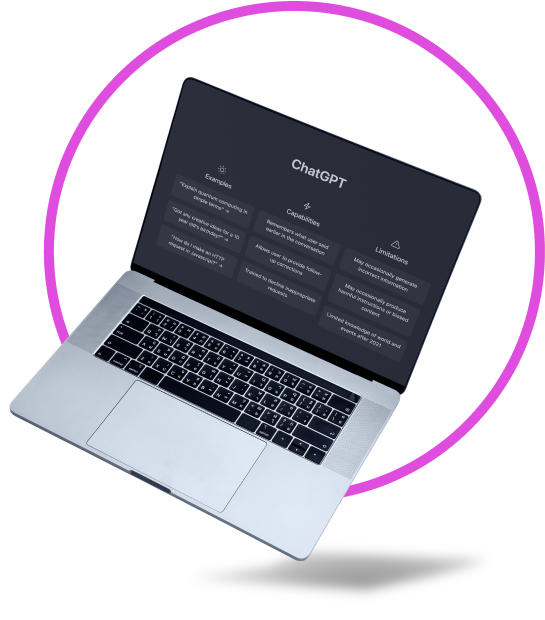 ChatGPT
Examples
"Explain quantum computing in
simple terms" →
"Got any creative ideas for a 10
year old's birthday?" →
"How do I make an HTTP
request in Javascript?" →
Capabilities
Remembers what user said
earlier in the conversation
Allows user to provide follow-
up corrections
Trained to decline inappropriate
requests
Limitations
May occasionally generate
incorrect information
May occasionally produce
harmful instructions or biased
content
Limited knowledge of world and
events after 2021